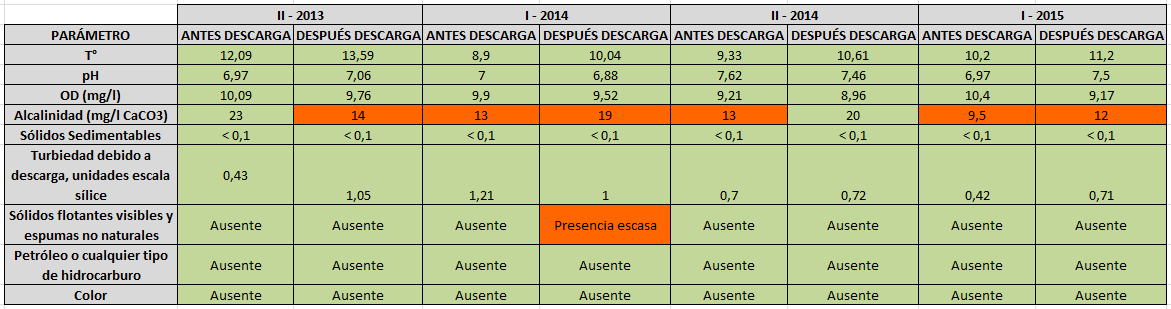 II - 2013 I - 2014 II - 2014 I - 2015
PARÁMETRO ANTES DESCARGA DESPUÉS DESCARGA ANTES DESCARGA DESPUÉS DESCARGA ANTES DESCARGA DESPUÉS DESCARGA ANTES DESCARGA DESPUÉS DESCARGA
T° 12,09 13,59 8,9 10,04 9,33 10,61 10,2 11,2
pH 6,97 7,06 7 6,88 7,62 7,46 6,97 7,5
OD (mg/l) 10,09 9,76 9,9 9,52 9,21 8,96 10,4 9,17
Alcalinidad (mg/l CaCO3) 23 14 13 19 13 20 9,5 12
Sólidos Sedimentables < 0,1 < 0,1 < 0,1 < 0,1 < 0,1 < 0,1 < 0,1 < 0,1
Turbiedad debido a
descarga, unidades escala
sílice
0,43 1,05 1,21 1 0,7 0,72 0,42 0,71
Sólidos flotantes visibles y
espumas no naturales
Ausente Ausente Ausente Presencia escasa Ausente Ausente Ausente Ausente
Petróleo o cualquier tipo
de hidrocarburo
Ausente Ausente Ausente Ausente Ausente Ausente Ausente Ausente
Color Ausente Ausente Ausente Ausente Ausente Ausente Ausente Ausente